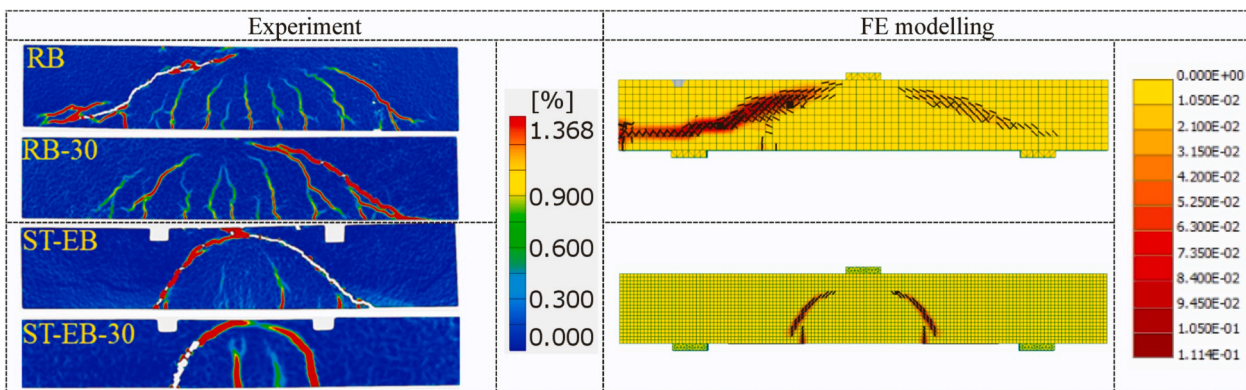 Experiment
FE modelling
RB
RB-30
ST-EB
ST-EB-30
[%]
1.368
0.900
0.600
0.300
0.000
0.000E+00
1.050E-02
2.100E-02
3.150E-02
4.200E-02
5.250E-02
6.300E-02
7.350E-02
8.400E-02
9.450E-02
1.050E-01
1.114E-01